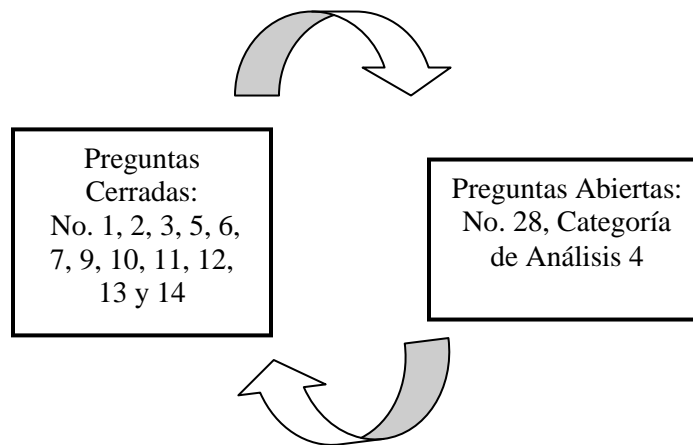 Preguntas
Cerradas:
No. 1, 2, 3, 5, 6,
7, 9, 10, 11, 12,
13 y 14
Preguntas Abiertas:
No. 28, Categoría
de Análisis 4